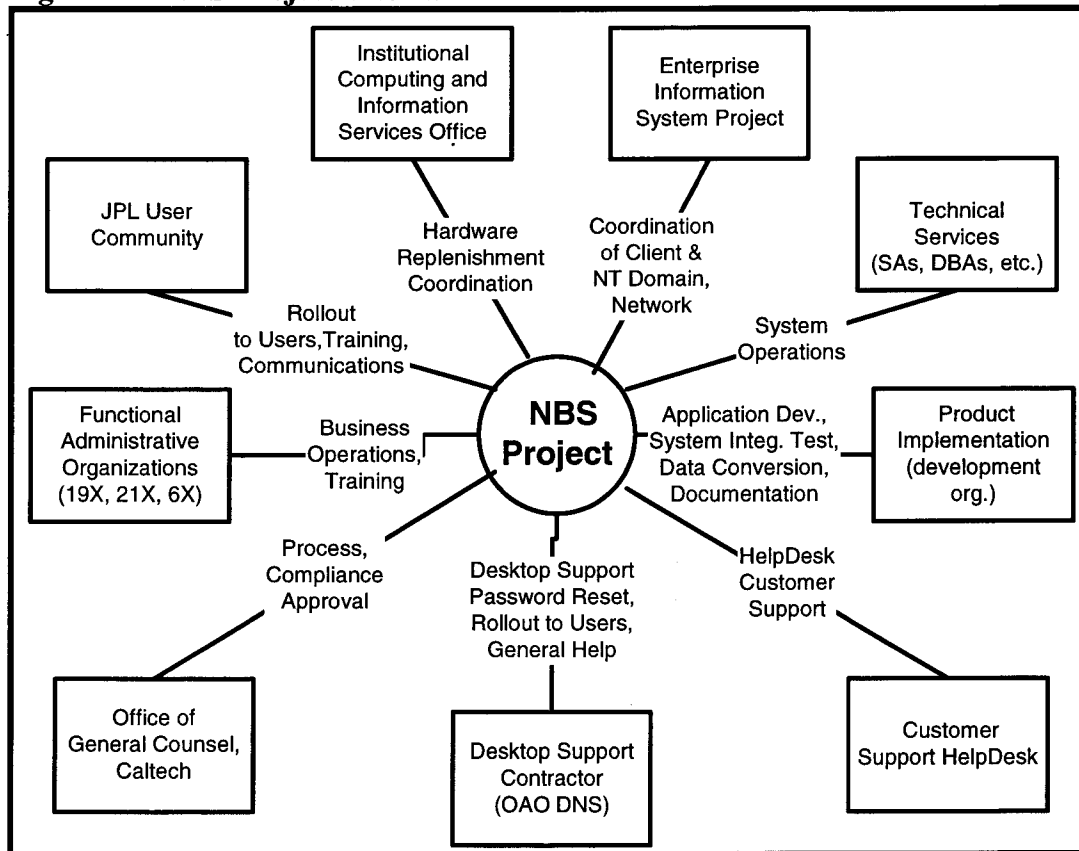 Institutional
Computing and
Information
Services Office
Enterprise
Information
System Project
JPL User
Community
Technical
Services
(SAs, DBAs, etc.)
Hardware
Replenishment
Coordination
Coordination
of Client &
NT Domain,
Network
Rollout
to Users,Training,
Communications
System
Operations
Functional
Administrative
Organizations
(19X, 21X, 6X)
Business
Operations,
Training
NBS
Project
Application Dev.,
System Integ. Test,
Data Conversion,
Documentation
Product
Implementation
(development
org.)
Process,
Compliance
Approval
Desktop Support
Password Reset,
Rollout to Users,
General Help
HelpDesk
Customer
Support
Office of
General Counsel,
Caltech
Desktop Support
Contractor
(OAO DNS)
Customer
Support HelpDesk